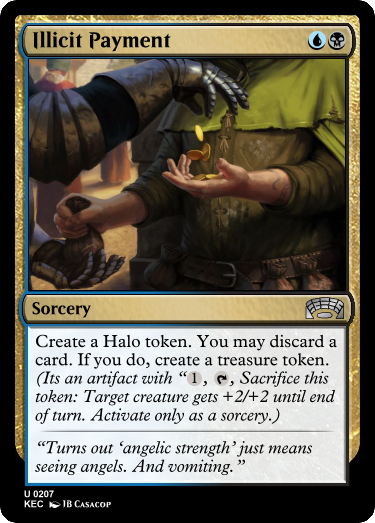 Illicit Payment
Sorcery
Create a Halo token. You may discard a
card. If you do, create a treasure token.
(Its an artifact with “1, T, Sacrifice this
token: Target creature gets +2/+2 until end
of turn. Activate only as a sorcery.)
“Turns out ‘angelic strength’ just means
seeing angels. And vomiting.”
U 0207
KEC JB Casacop